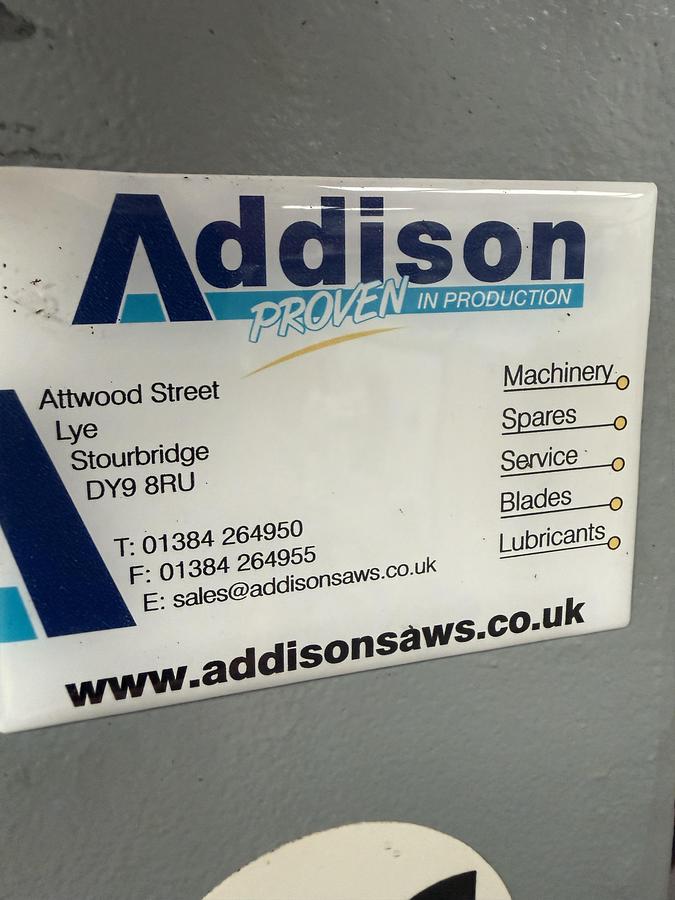 Addison
PROVEN IN PRODUCTION
Attwood Street
Lye
Stourbridge
DY9 8RU
T: 01384 264950
F: 01384 264955
E: sales@addisonsaws.co.uk
Machinery
Spares
Service
Blades
Lubricants
www.addisonsaws.co.uk